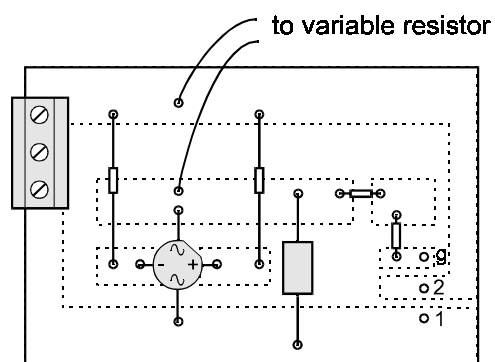 to variable resistor
g
- +
2
1